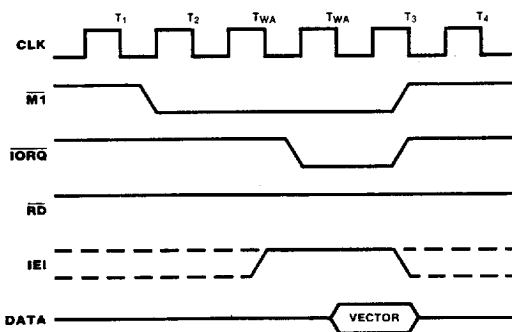 T1 T2 TWA TWA T3 T4
CLK
M1
IORQ
RD
IEI
DATA VECTOR